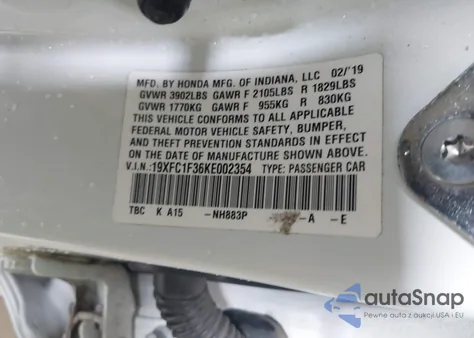 MFD. BY HONDA MFG. OF INDIANA, LLC 02/'19
GVWR 3902LBS GAWR F 2105LBS R 1829LBS
GVWR 1770KG GAWR F 955KG R 830KG
THIS VEHICLE CONFORMS TO ALL APPLICABLE
FEDERAL MOTOR VEHICLE SAFETY, BUMPER,
AND THEFT PREVENTION STANDARDS IN EFFECT
ON THE DATE OF MANUFACTURE SHOWN ABOVE.
V.I.N.:19XFC1F36KE002354 TYPE: PASSENGER CAR
TBC K A15 -NH883P -A -E
autoSnap
Pewne auta z USA i EU